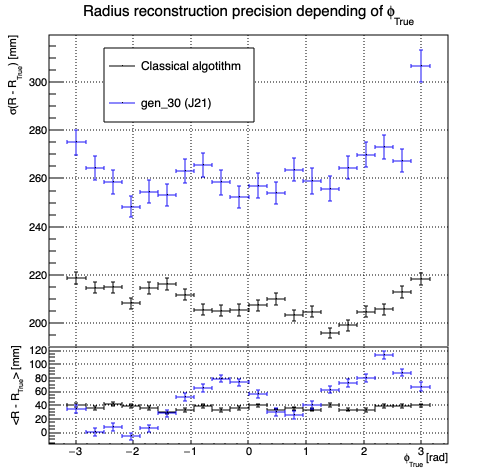 Radius reconstruction precision depending of ϕTrue
σ(R - RTrue) [mm]
Classical algotithm
gen_30 (J21)
300
280
260
240
220
200
<R - RTrue> [mm]
120
100
80
60
40
20
0
−3 −2 −1 0 1 2 3
ϕTrue [rad]